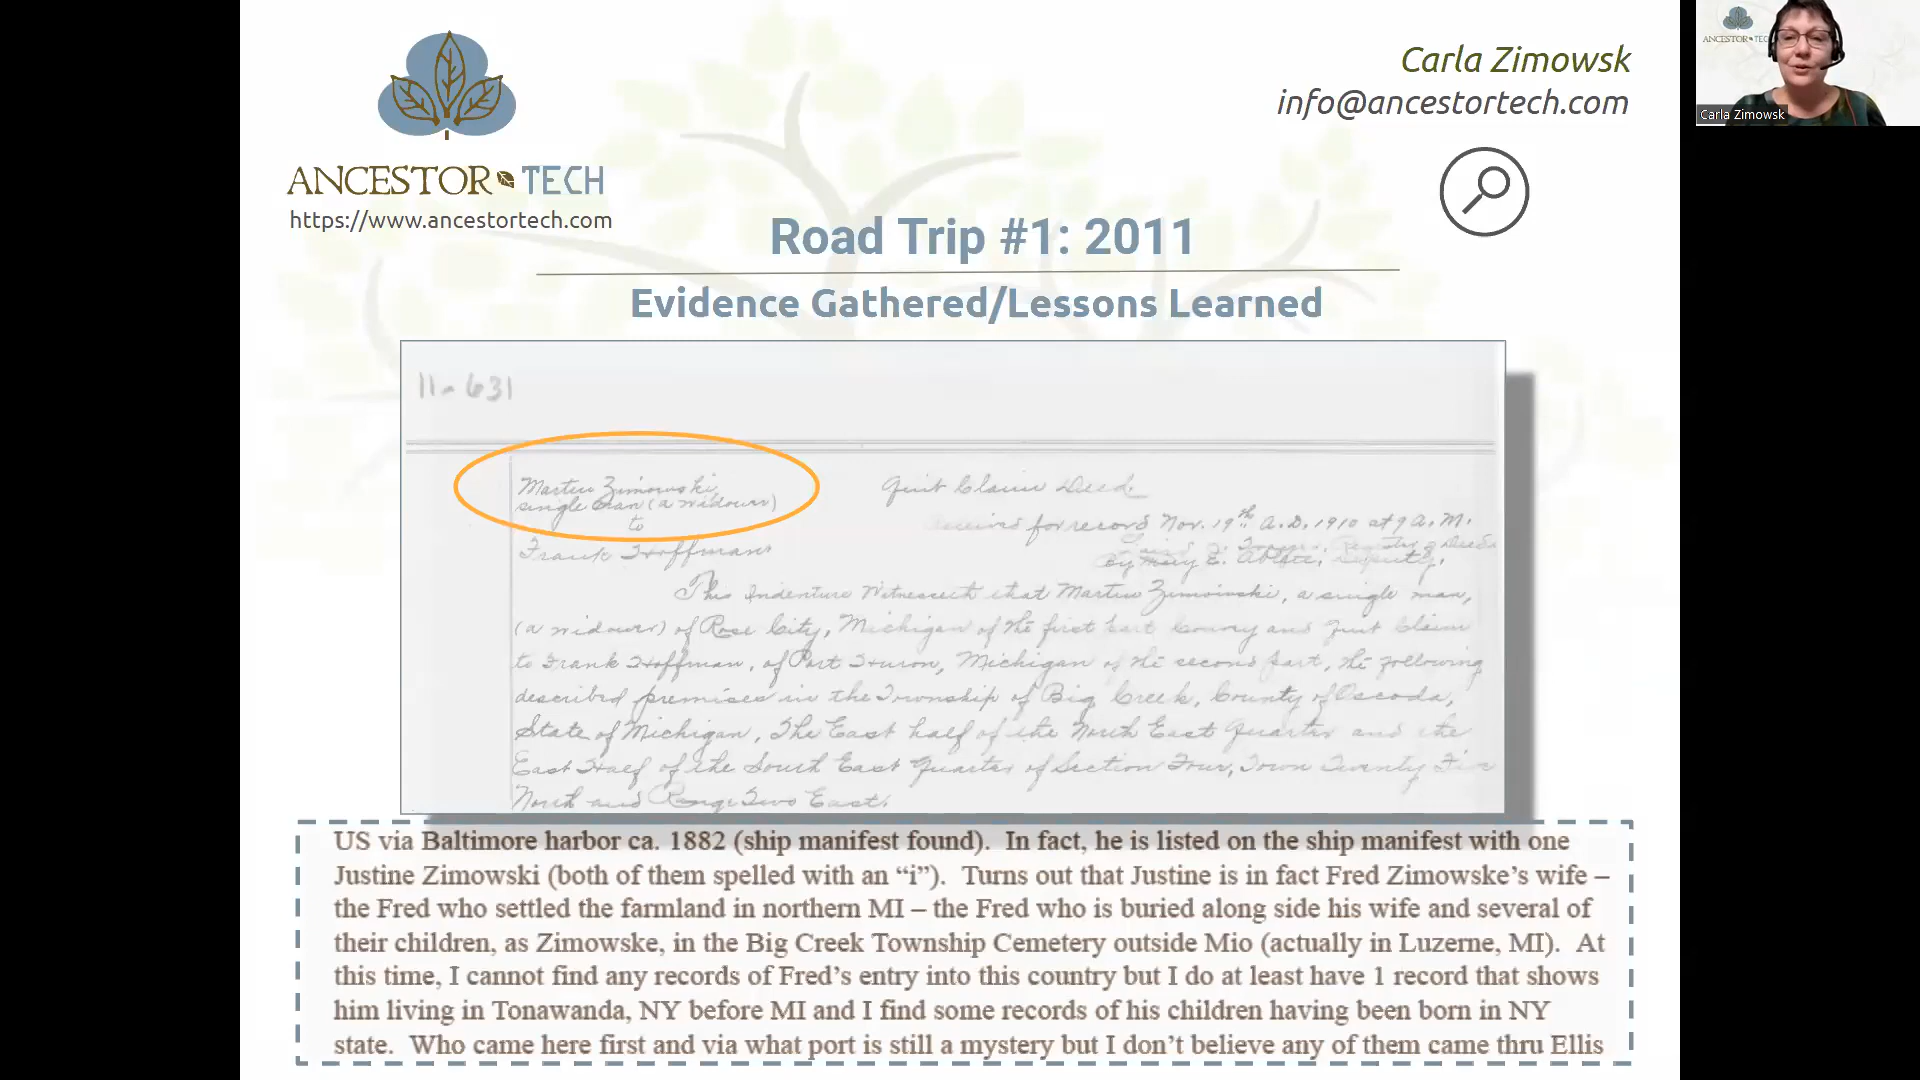 ANCESTOR TECH
https://www.ancestortech.com
Carla Zimowsk
info@ancestortech.com
ANCESTOR TEC
Carla Zimowsk
Road Trip #1: 2011
Evidence Gathered/Lessons Learned
11-631
Martin Zimowski,
single man (a widower)
to
Frank Hoffman
Quit Claim Deed
Received for record Nov. 19th A.D. 1910 at 9 A.M.
Register of Deeds
By Mary E. Deputy.
This Indenture Witnesseth that Martin Zimowski, a single man,
(a widower) of Rose City, Michigan of the first part Convey and Quit Claim
to Frank Hoffman, of Port Huron, Michigan of the second part, the following
described premises in the Township of Big Creek, County of Oscoda,
State of Michigan, The East half of the North East Quarter and the
East Half of the South East Quarter of Section Four, Town Twenty Five
North and Range Two East.
US via Baltimore harbor ca. 1882 (ship manifest found).  In fact, he is listed on the ship manifest with one
Justine Zimowski (both of them spelled with an “i”).  Turns out that Justine is in fact Fred Zimowske’s wife –
the Fred who settled the farmland in northern MI – the Fred who is buried along side his wife and several of
their children, as Zimowske, in the Big Creek Township Cemetery outside Mio (actually in Luzerne, MI).  At
this time, I cannot find any records of Fred’s entry into this country but I do at least have 1 record that shows
him living in Tonawanda, NY before MI and I find some records of his children having been born in NY
state.  Who came here first and via what port is still a mystery but I don’t believe any of them came thru Ellis